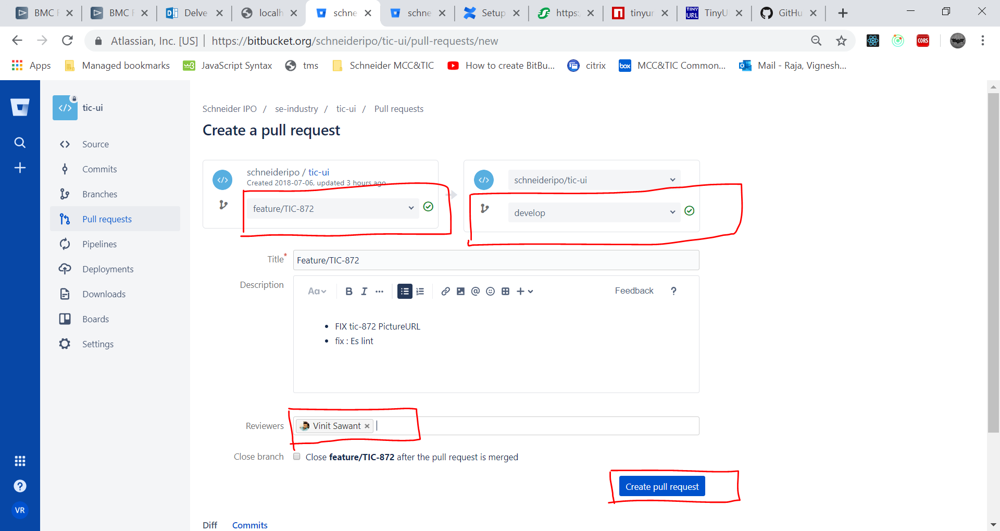 BMC
BMC
Delve
localh
schne
schne
Setup
https:
tinyur
TinyU
GitHu
Atlassian, Inc. [US] | https://bitbucket.org/schneideripo/tic-ui/pull-requests/new
CORS
Apps Managed bookmarks JavaScript Syntax tms Schneider MCC&TIC How to create BitBu... citrix box MCC&TIC Common... Mail - Raja, Vignesh...
tic-ui
Source
Commits
Branches
Pull requests
Pipelines
Deployments
Downloads
Boards
Settings
VR
Schneider IPO / se-industry / tic-ui / Pull requests
Create a pull request
schneideripo / tic-ui
Created 2018-07-06, updated 3 hours ago
feature/TIC-872
schneideripo/tic-ui
develop
Title* Feature/TIC-872
Description
Aa B I ... @ + Feedback ?
• FIX tic-872 PictureURL
• fix : Es lint
Reviewers Vinit Sawant ×
Close branch Close feature/TIC-872 after the pull request is merged
Create pull request
Diff Commits